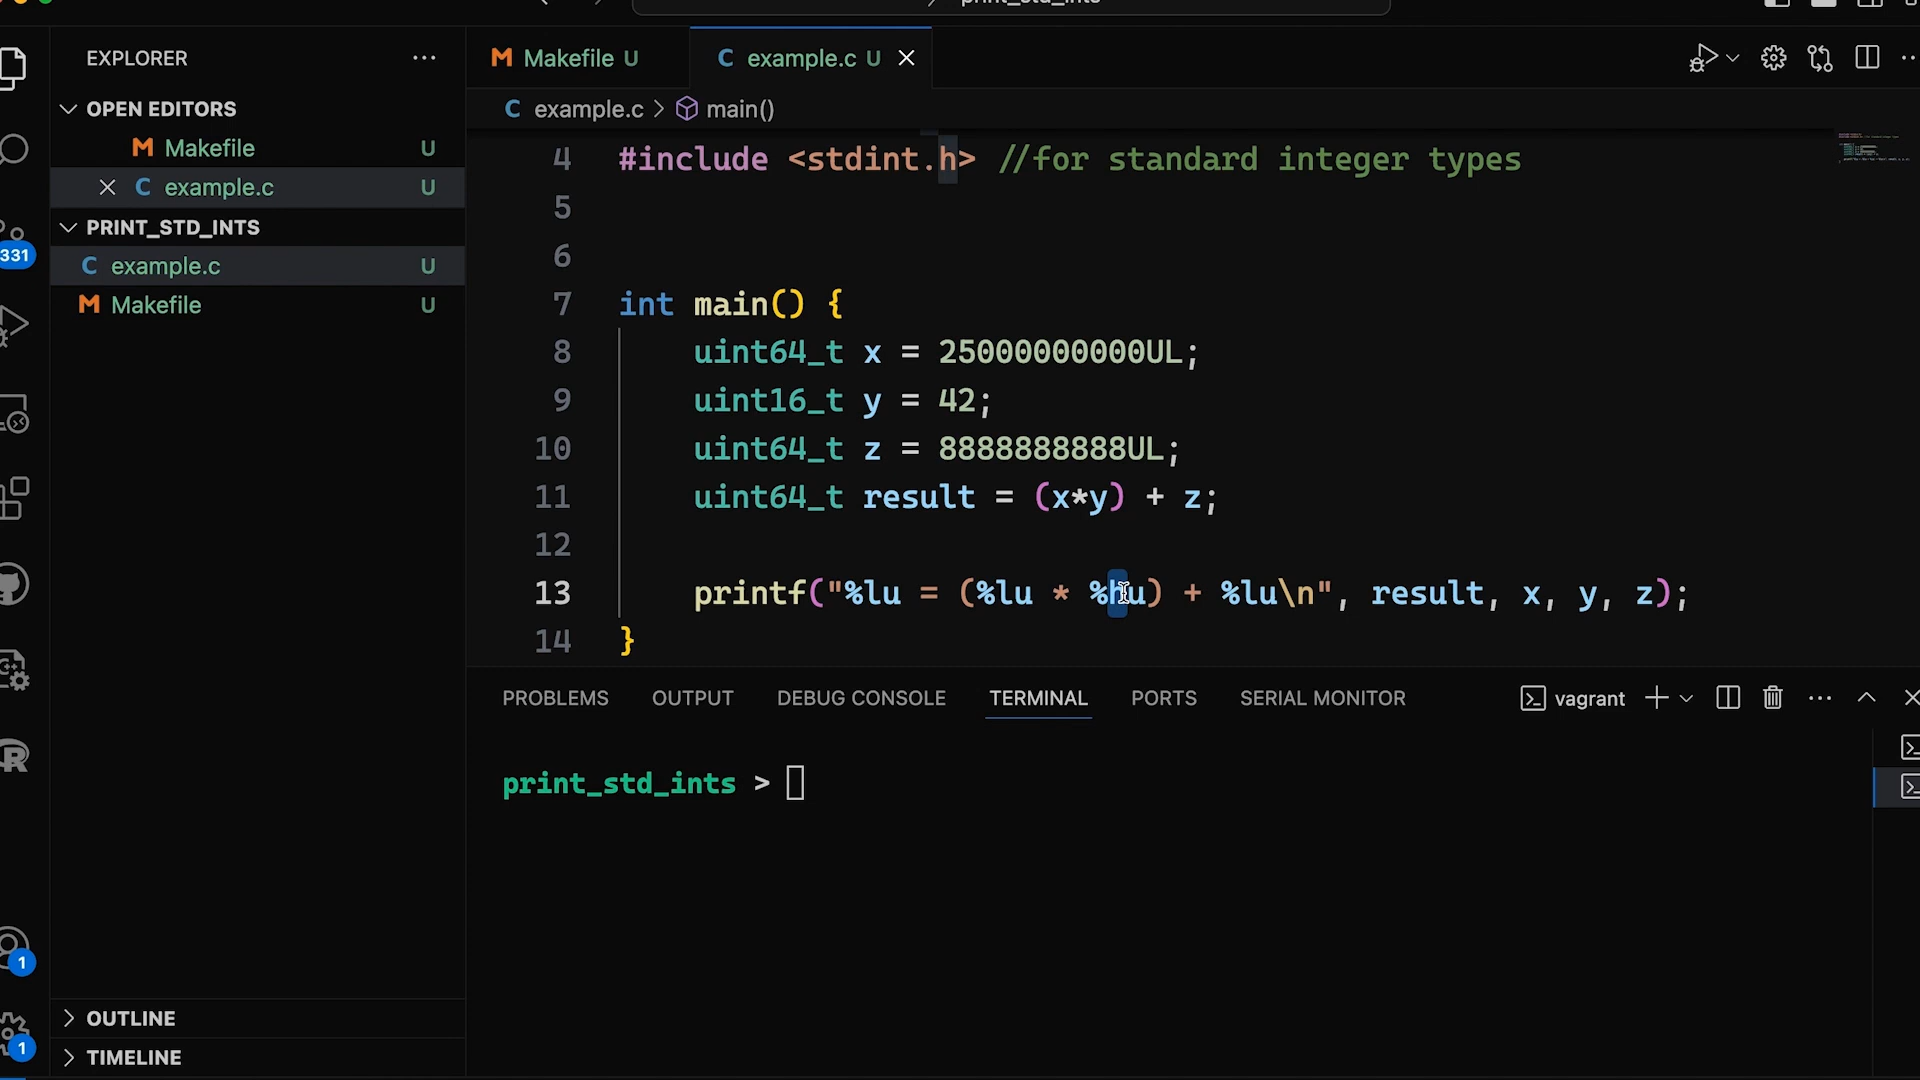 print_std_ints
EXPLORER
OPEN EDITORS
Makefile U
example.c U
PRINT_STD_INTS
example.c U
Makefile U
331
1
1
OUTLINE
TIMELINE
Makefile U
example.c U
example.c > main()
4 #include <stdint.h> //for standard integer types
5
6
7 int main() {
8 uint64_t x = 25000000000UL;
9 uint16_t y = 42;
10 uint64_t z = 8888888888UL;
11 uint64_t result = (x*y) + z;
12
13 printf("%lu = (%lu * %hu) + %lu\n", result, x, y, z);
14 }
PROBLEMS OUTPUT DEBUG CONSOLE TERMINAL PORTS SERIAL MONITOR vagrant
print_std_ints >